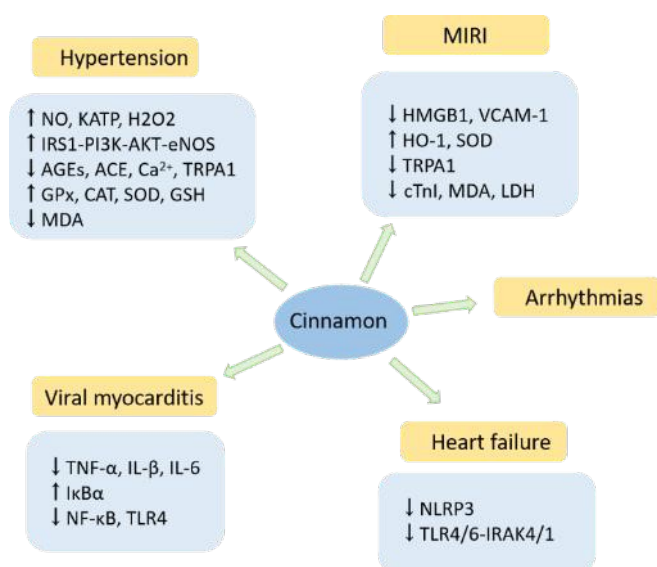 Hypertension
↑ NO, KATP, H2O2
↑ IRS1-PI3K-AKT-eNOS
↓ AGEs, ACE, Ca²⁺, TRPA1
↑ GPx, CAT, SOD, GSH
↓ MDA
MIRI
↓ HMGB1, VCAM-1
↑ HO-1, SOD
↓ TRPA1
↓ cTnI, MDA, LDH
Cinnamon
Arrhythmias
Viral myocarditis
↓ TNF-α, IL-β, IL-6
↑ IκBα
↓ NF-κB, TLR4
Heart failure
↓ NLRP3
↓ TLR4/6-IRAK4/1